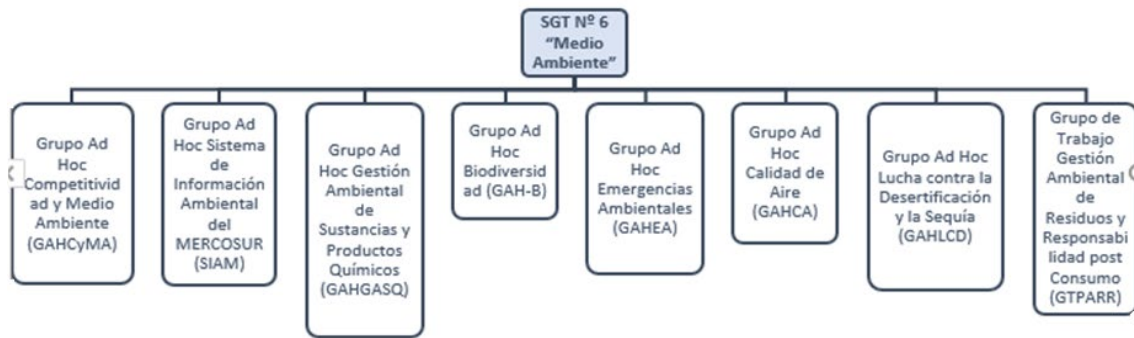 SGT Nº 6
“Medio
Ambiente”
Grupo Ad
Hoc
Competitivid
ad y Medio
Ambiente
(GAHCyMA)
Grupo Ad
Hoc Sistema
de
Información
Ambiental
del
MERCOSUR
(SIAM)
Grupo Ad
Hoc Gestión
Ambiental
de
Sustancias y
Productos
Químicos
(GAHGASQ)
Grupo Ad
Hoc
Biodiversid
ad (GAH-B)
Grupo Ad
Hoc
Emergencias
Ambientales
(GAHEA)
Grupo Ad
Hoc
Calidad de
Aire
(GAHCA)
Grupo Ad Hoc
Lucha contra la
Desertificación
y la Sequía
(GAHLCD)
Grupo de
Trabajo
Gestión
Ambiental
de
Residuos y
Responsabi
lidad post
Consumo
(GTPARR)